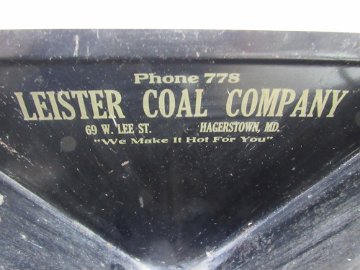 Phone 778
LEISTER COAL COMPANY
69 W. LEE ST. HAGERSTOWN, MD.
"We Make It Hot For You"